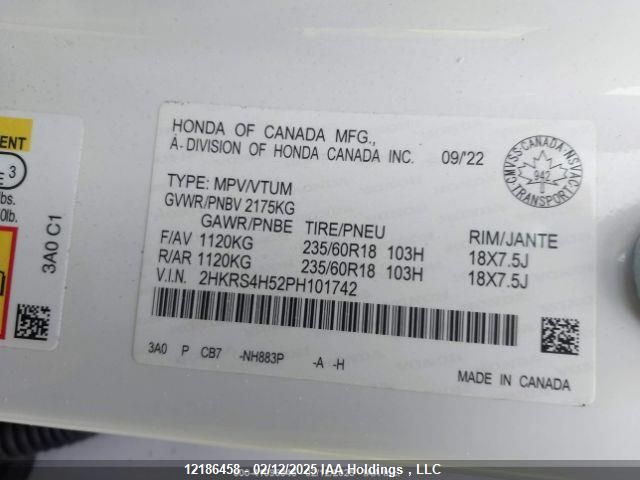 ENT
3
E
bs.
0lb.
3A0 C1
HONDA OF CANADA MFG.,
A- DIVISION OF HONDA CANADA INC. 09/'22
CMVSS-CANADA-NSVAC
942
TRANSPORT
TYPE: MPV/VTUM
GVWR/PNBV 2175KG
GAWR/PNBE TIRE/PNEU RIM/JANTE
F/AV 1120KG 235/60R18 103H 18X7.5J
R/AR 1120KG 235/60R18 103H 18X7.5J
V.I.N. 2HKRS4H52PH101742
3A0 P CB7 -NH883P -A -H
MADE IN CANADA
12186458 - 02/12/2025 IAA Holdings , LLC